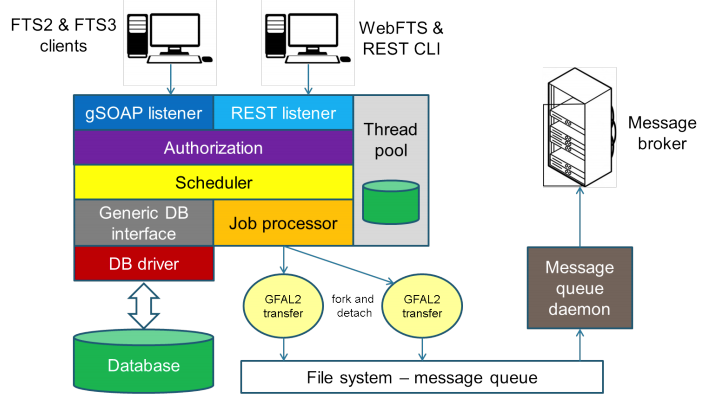 FTS2 & FTS3
clients
WebFTS &
REST CLI
gSOAP listener
REST listener
Thread
pool
Authorization
Scheduler
Generic DB
interface
Job processor
DB driver
Message
broker
GFAL2
transfer
fork and
detach
GFAL2
transfer
Message
queue
daemon
Database
File system – message queue